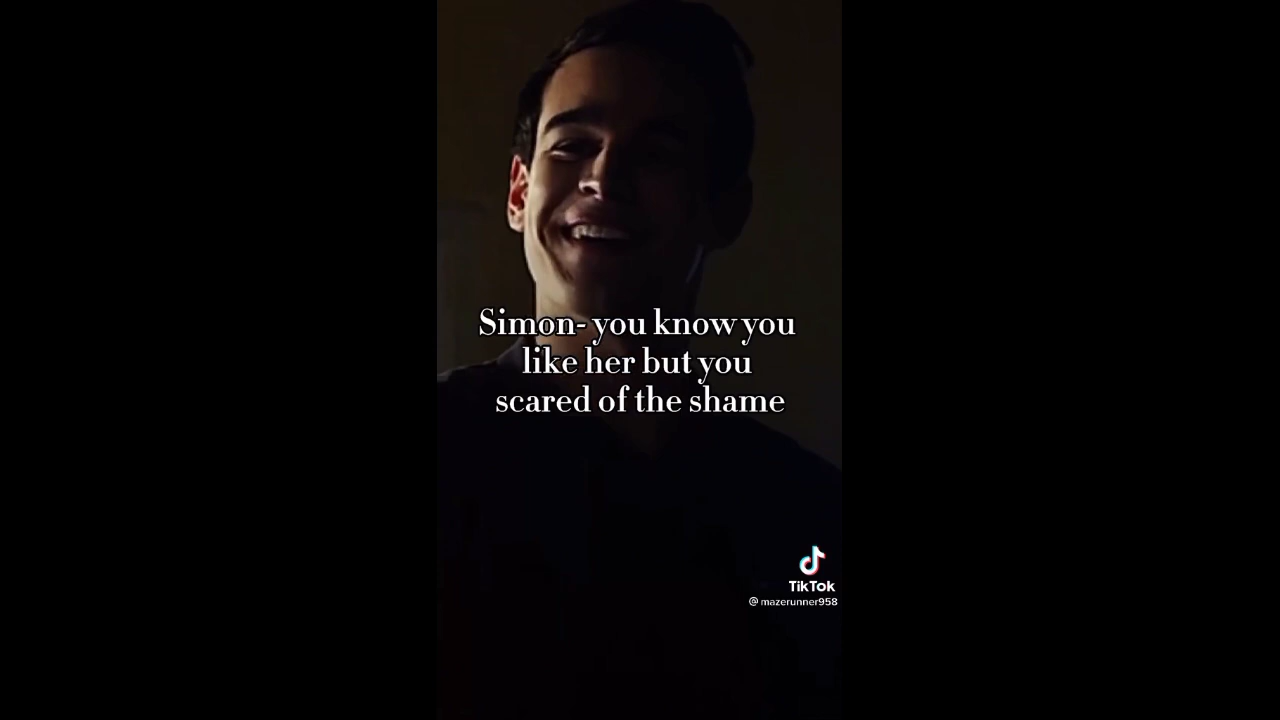 Simon- you know you
like her but you
scared of the shame
TikTok
@mazerunner958